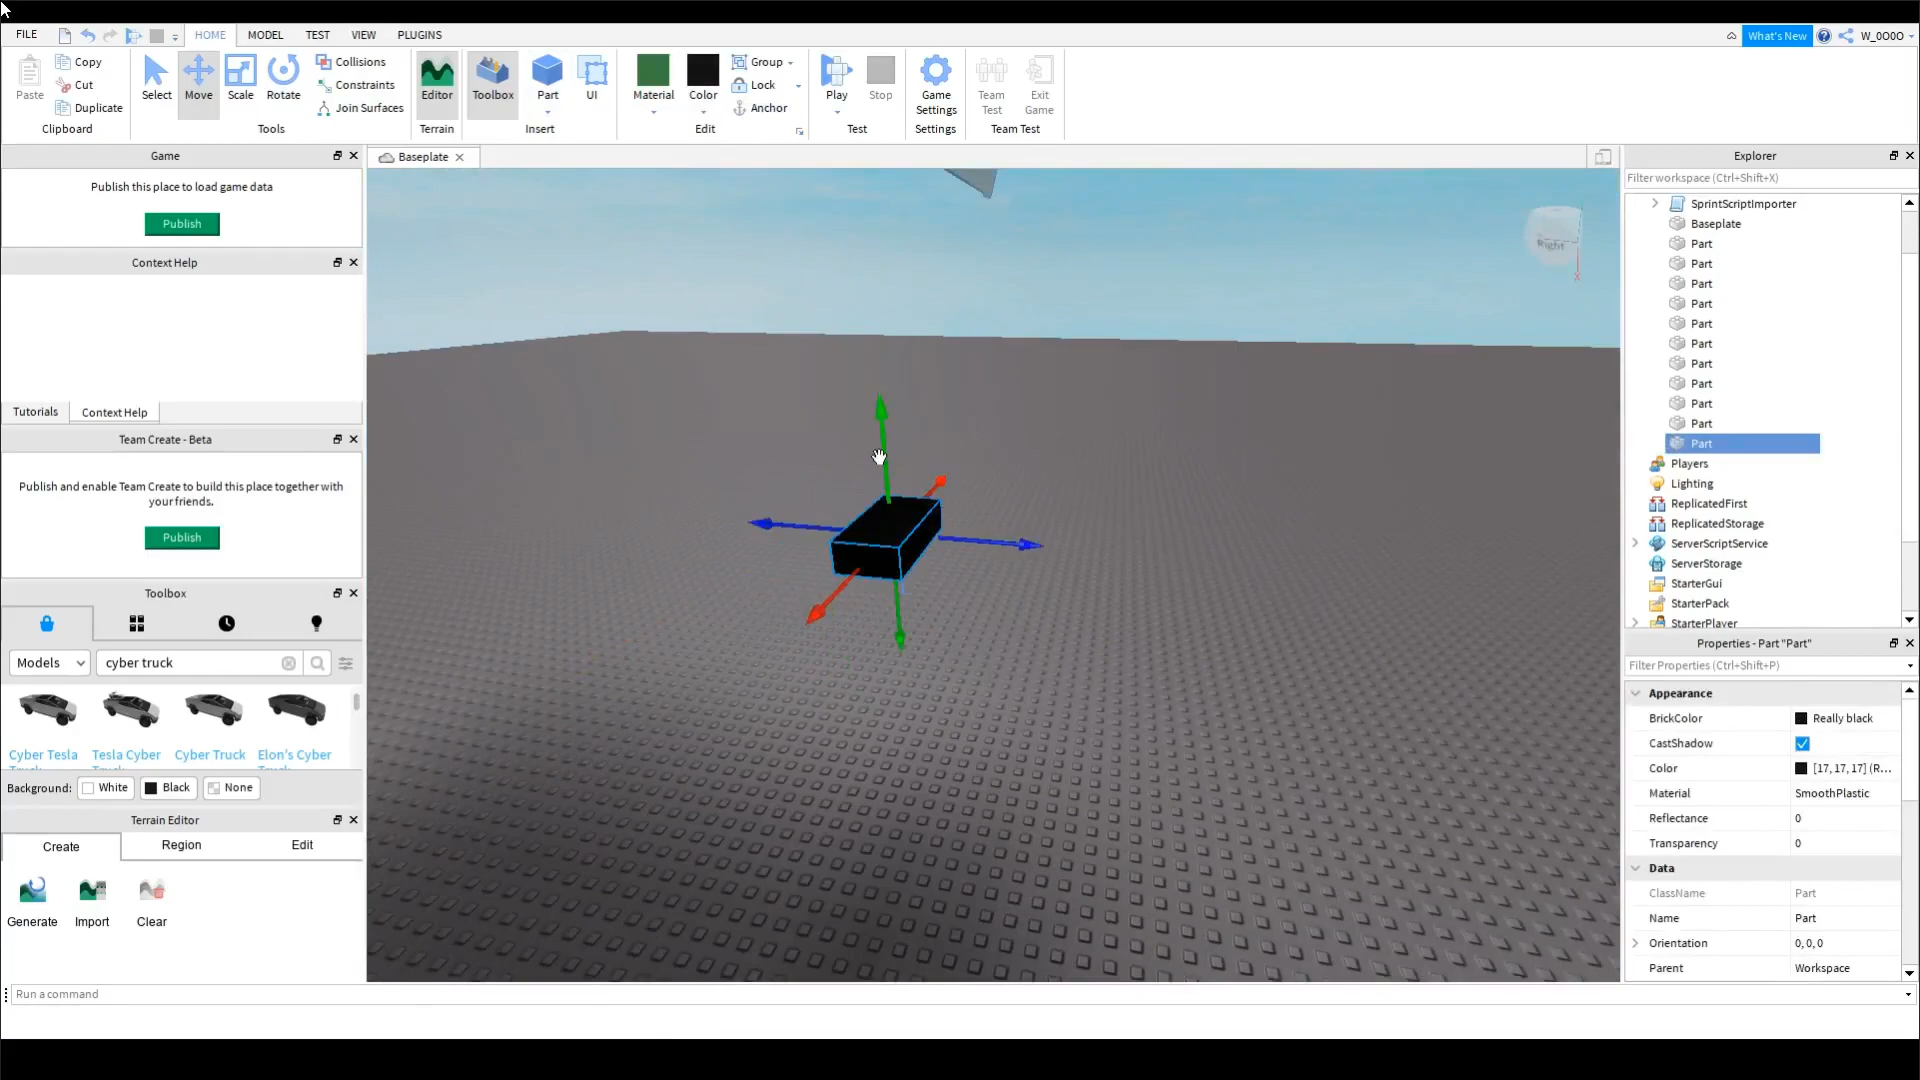 FILE
HOME
MODEL
TEST
VIEW
PLUGINS
What's New
W_0OOO
Paste
Copy
Cut
Duplicate
Clipboard
Select
Move
Scale
Rotate
Collisions
Constraints
Join Surfaces
Tools
Editor
Terrain
Toolbox
Part
UI
Insert
Material
Color
Group
Lock
Anchor
Edit
Play
Stop
Test
Game
Settings
Settings
Team
Test
Exit
Game
Team Test
Game
Publish this place to load game data
Publish
Context Help
Tutorials
Context Help
Team Create - Beta
Publish and enable Team Create to build this place together with
your friends.
Publish
Toolbox
Models
cyber truck
Cyber Tesla
Tesla Cyber
Cyber Truck
Elon's Cyber
Background:
White
Black
None
Terrain Editor
Create
Region
Edit
Generate
Import
Clear
Run a command
Baseplate
Right
X
Explorer
Filter workspace (Ctrl+Shift+X)
SprintScriptImporter
Baseplate
Part
Part
Part
Part
Part
Part
Part
Part
Part
Part
Part
Players
Lighting
ReplicatedFirst
ReplicatedStorage
ServerScriptService
ServerStorage
StarterGui
StarterPack
StarterPlayer
Properties - Part "Part"
Filter Properties (Ctrl+Shift+P)
Appearance
BrickColor Really black
CastShadow
Color [17, 17, 17] (R...
Material SmoothPlastic
Reflectance 0
Transparency 0
Data
ClassName Part
Name Part
Orientation 0, 0, 0
Parent Workspace